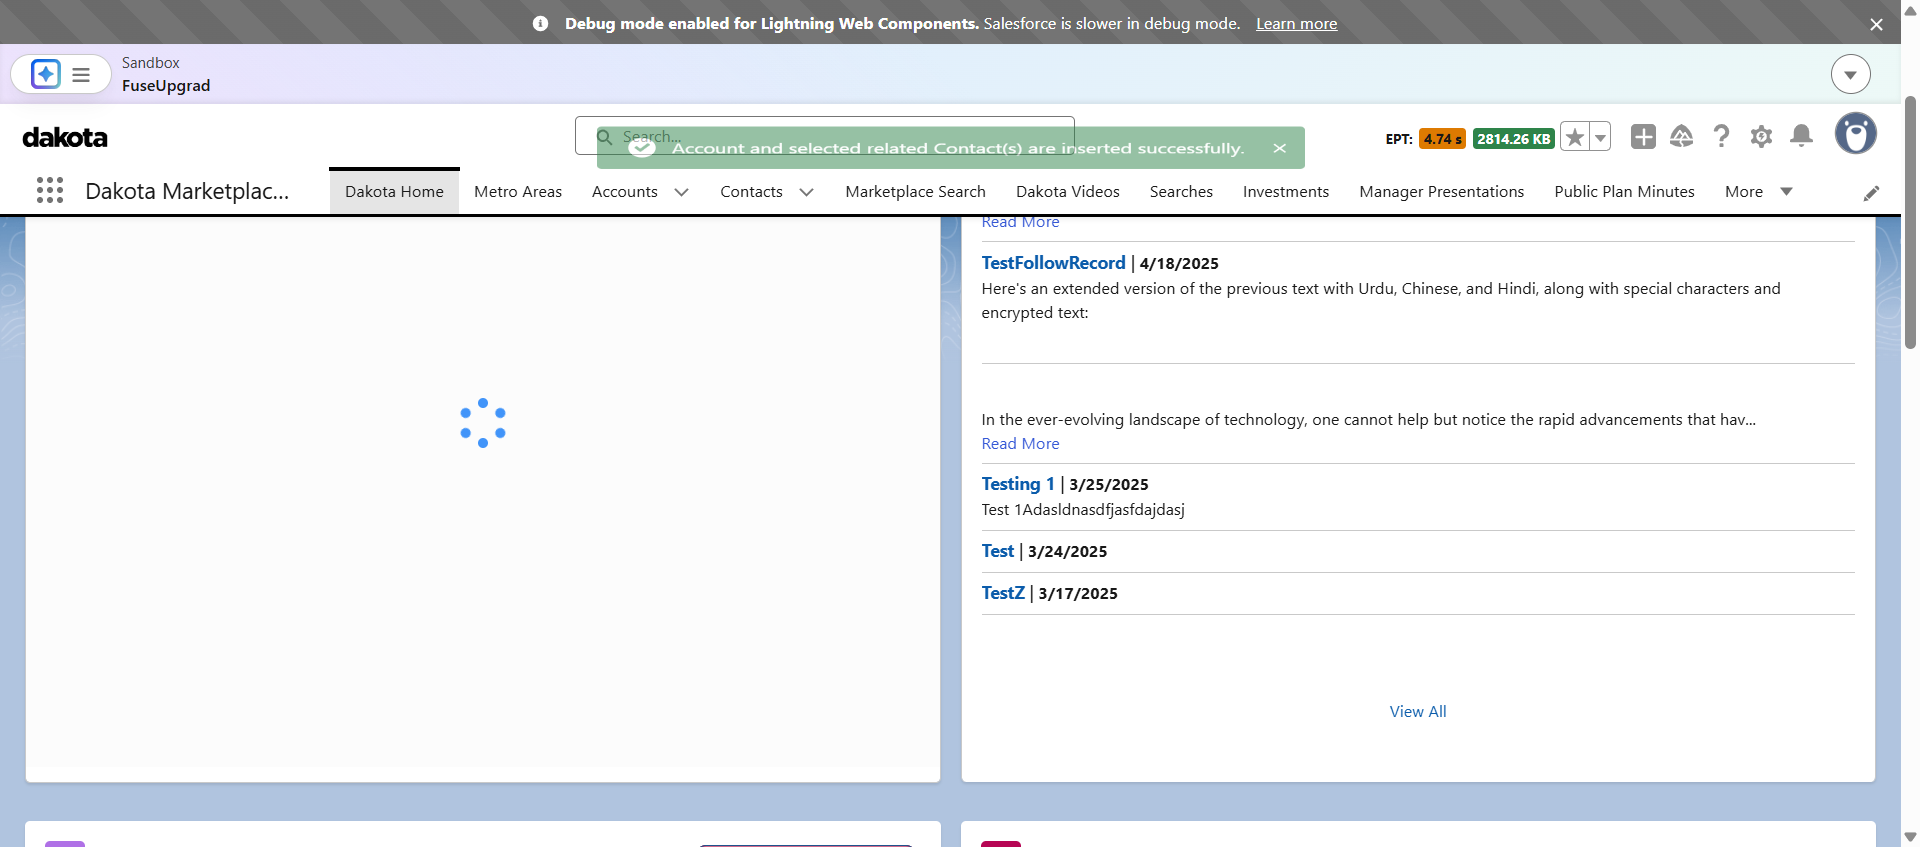 Debug mode enabled for Lightning Web Components. Salesforce is slower in debug mode. Learn more
Sandbox
FuseUpgrad
dakota
Search...
Account and selected related Contact(s) are inserted successfully.
EPT: 4.74 s 2814.26 KB
Dakota Marketplac...
Dakota Home Metro Areas Accounts Contacts Marketplace Search Dakota Videos Searches Investments Manager Presentations Public Plan Minutes More
Read More
TestFollowRecord | 4/18/2025
Here's an extended version of the previous text with Urdu, Chinese, and Hindi, along with special characters and
encrypted text:
In the ever-evolving landscape of technology, one cannot help but notice the rapid advancements that hav...
Read More
Testing 1 | 3/25/2025
Test 1Adasldnasdfjasfdajdasj
Test | 3/24/2025
TestZ | 3/17/2025
View All